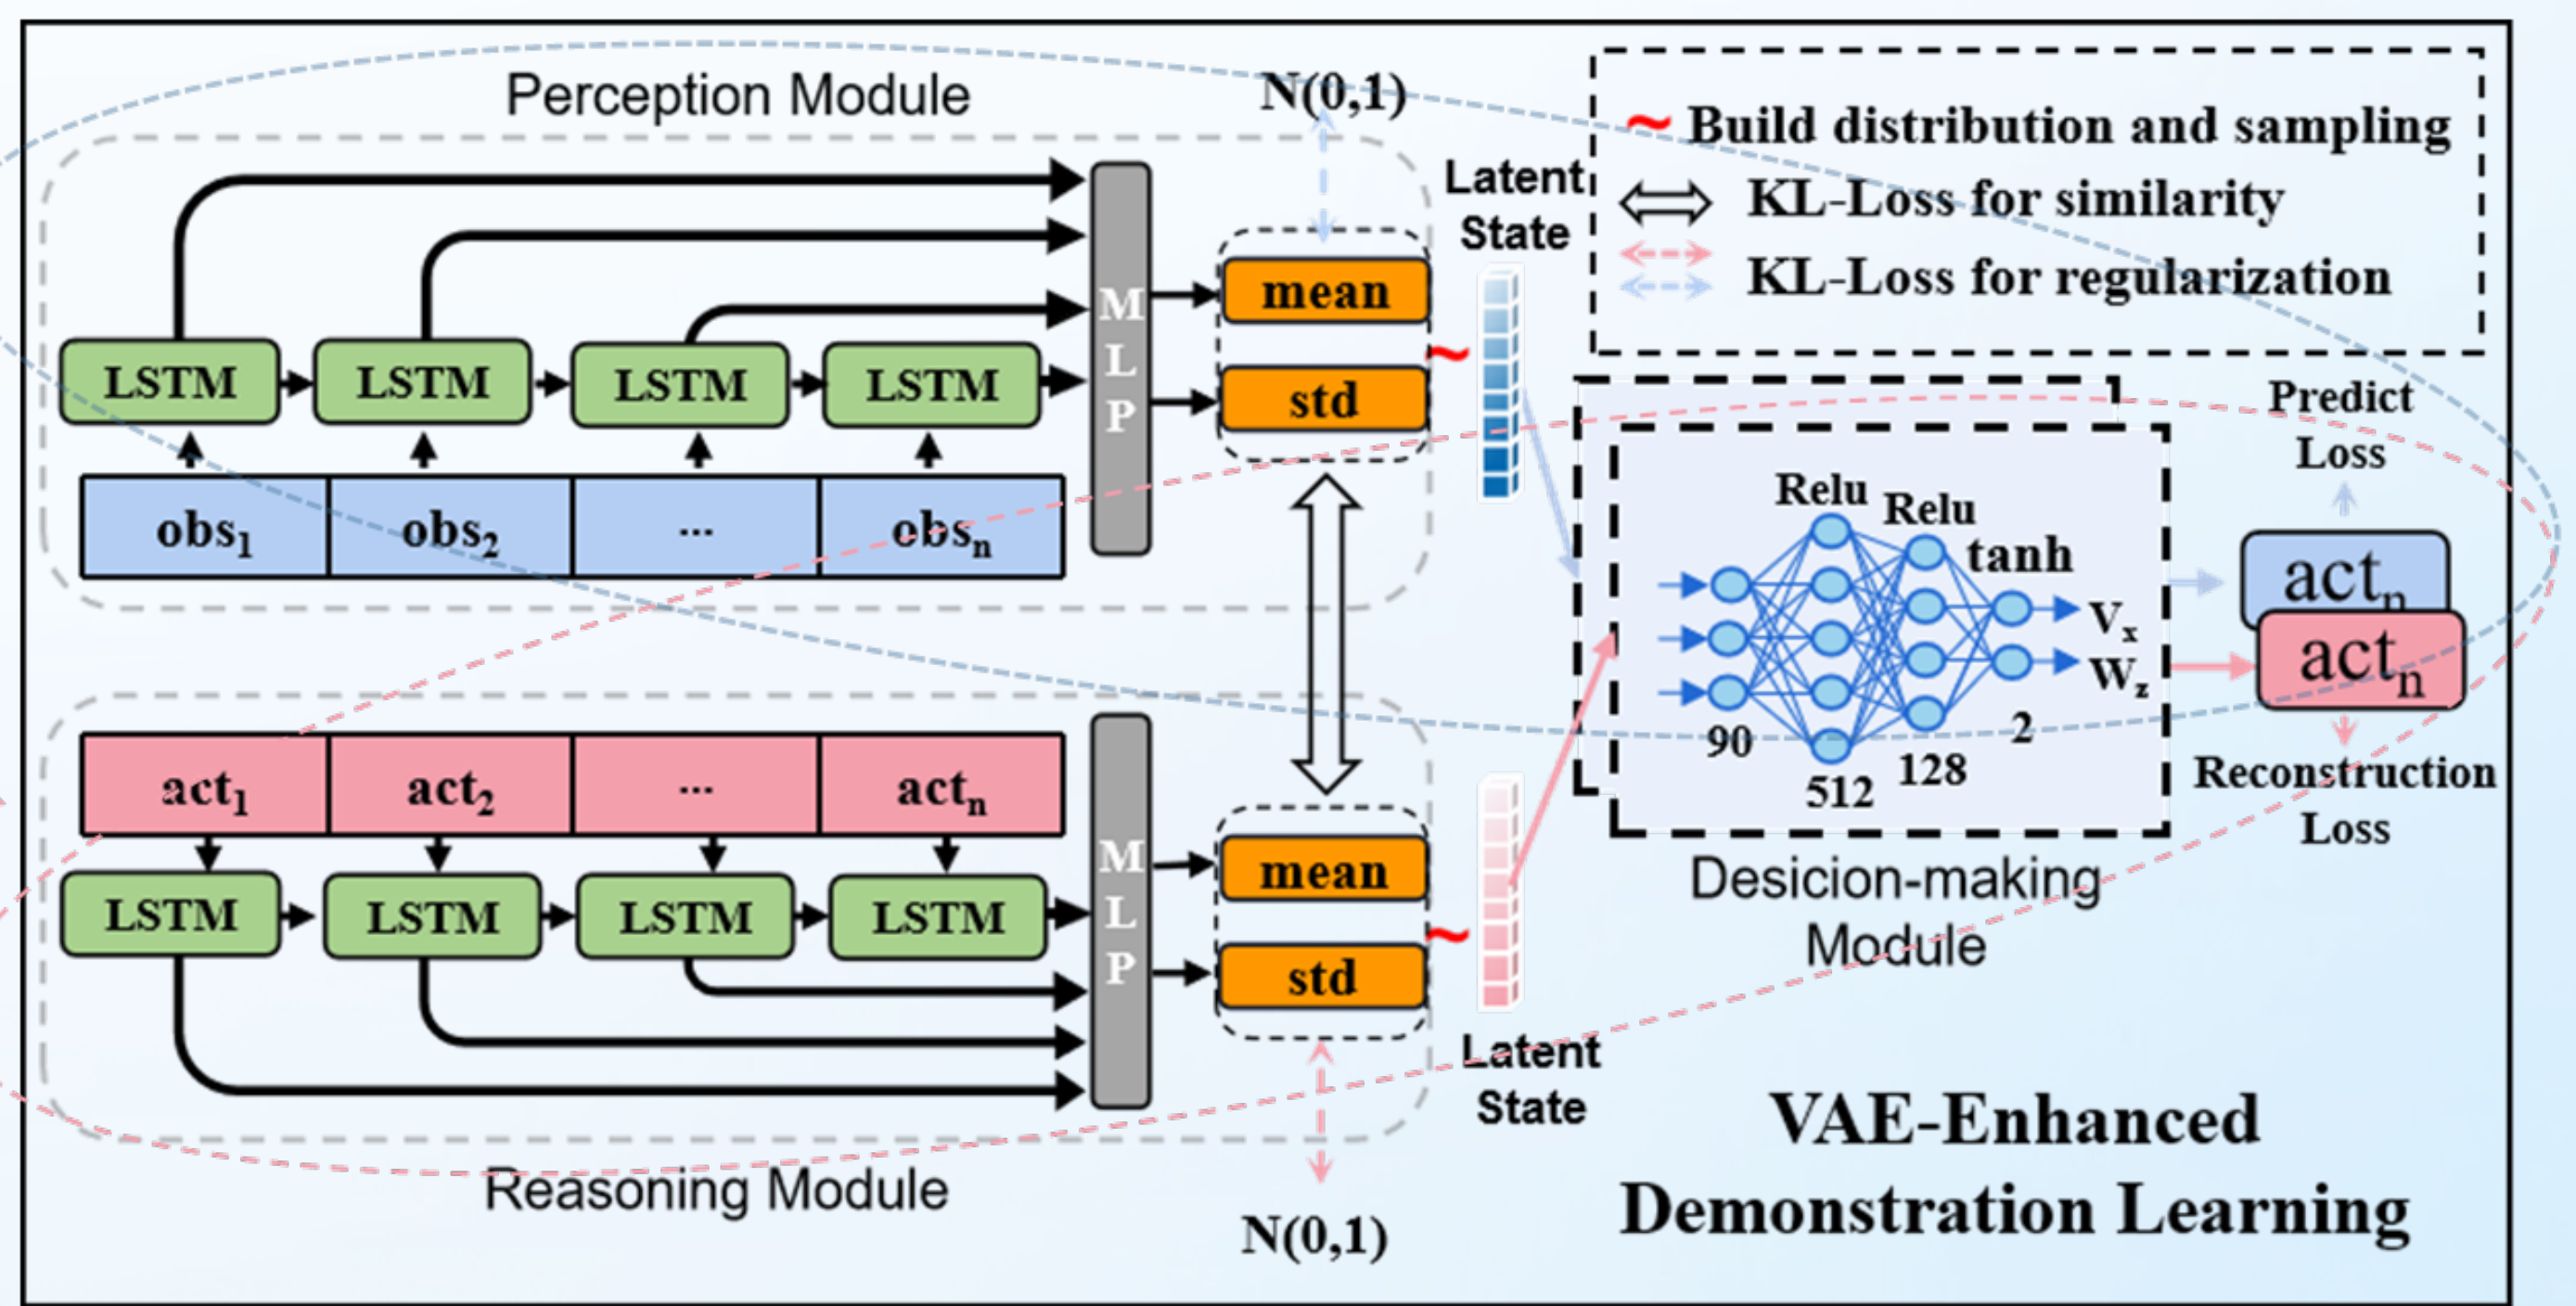 Perception Module
N(0,1)
~ Build distribution and sampling
KL-Loss for similarity
KL-Loss for regularization
Latent
State
M
L
P
mean
std
~
LSTM LSTM LSTM LSTM
obs1 obs2 ... obsn
act1 act2 ... actn
LSTM LSTM LSTM LSTM
M
L
P
mean
std
~
Latent
State
N(0,1)
Reasoning Module
Relu Relu
tanh
Vx
Wz
90 512 128 2
Desicion-making
Module
Predict
Loss
actn
actn
Reconstruction
Loss
VAE-Enhanced
Demonstration Learning